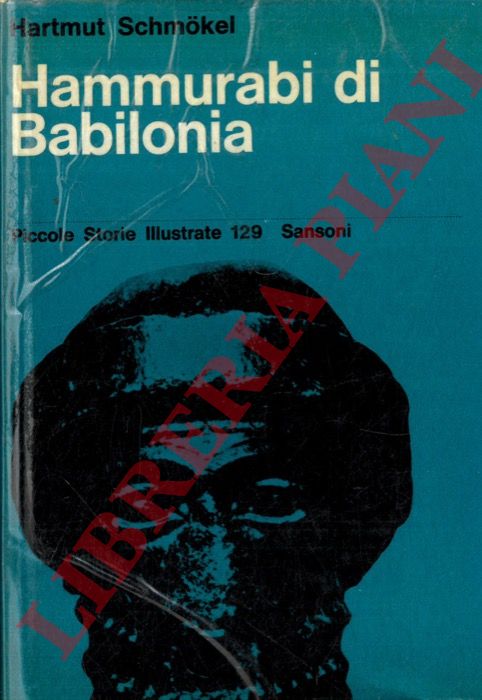 Hartmut Schmökel
Hammurabi di
Babilonia
Piccole Storie Illustrate 129 Sansoni
LIBRERIA PIANI